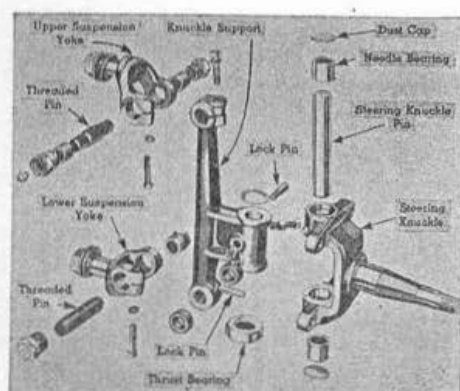 Upper Suspension
Yoke
Knuckle Support
Dust Cap
Needle Bearing
Threaded
Pin
Steering Knuckle
Pin
Lock Pin
Lower Suspension
Yoke
Steering
Knuckle
Threaded
Pin
Lock Pin
Thrust Bearing